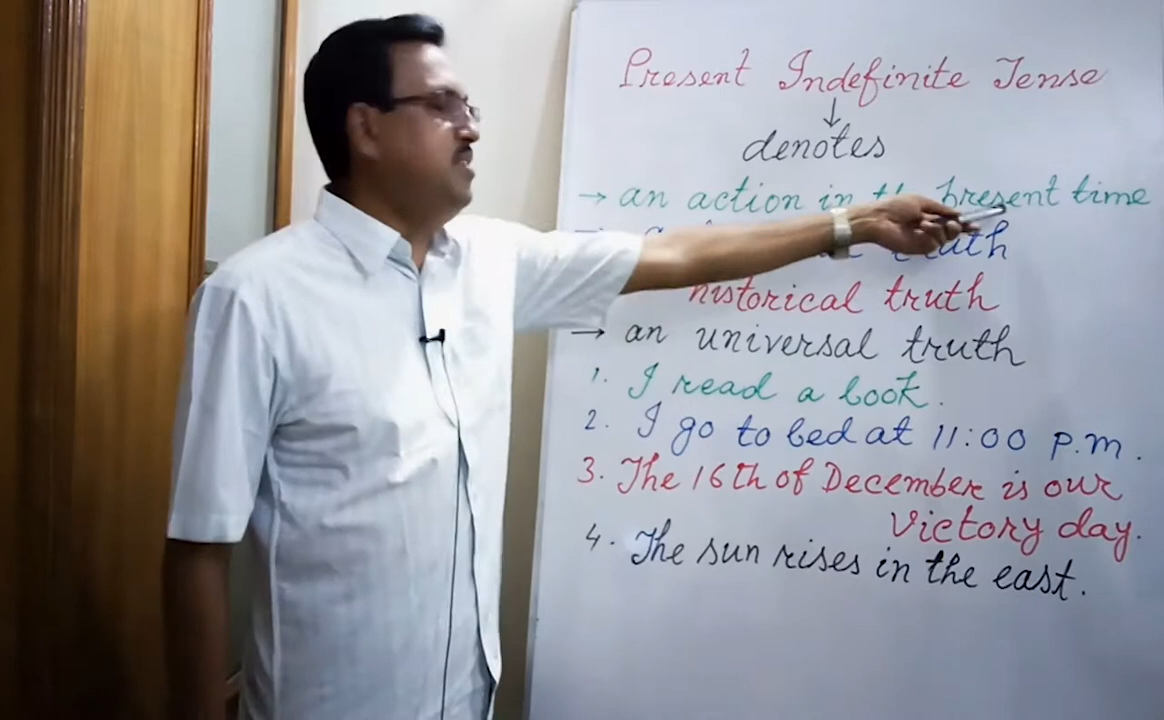 Present Indefinite Tense
↓
denotes
→ an action in present time
truth
historical truth
→ an universal truth
1. I read a book.
2. I go to bed at 11:00 p.m.
3. The 16th of December is our
Victory day.
4. The sun rises in the east.